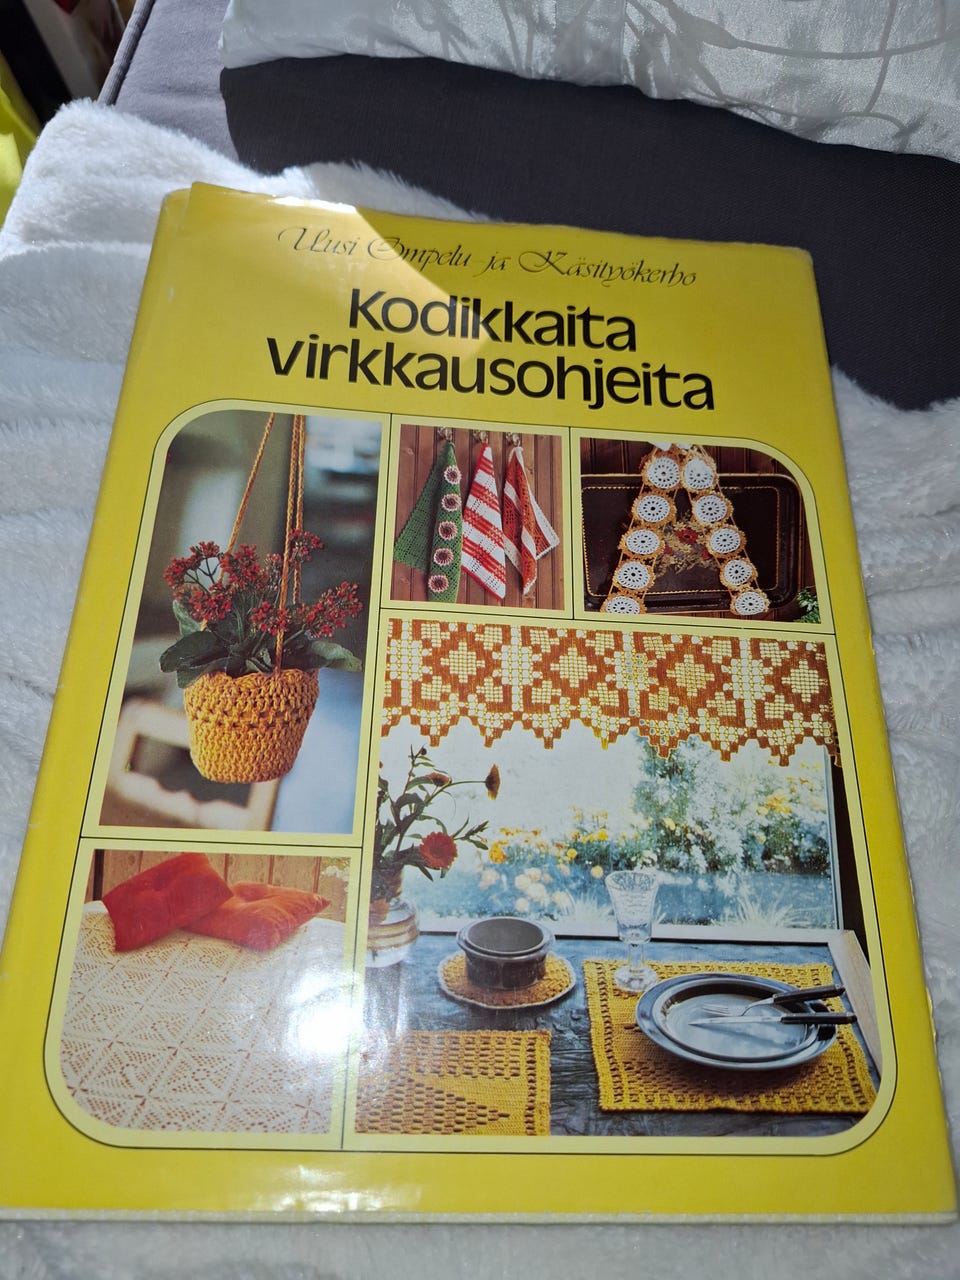 Uusi Ompelu- ja Käsityökerho
Kodikkaita
virkkausohjeita